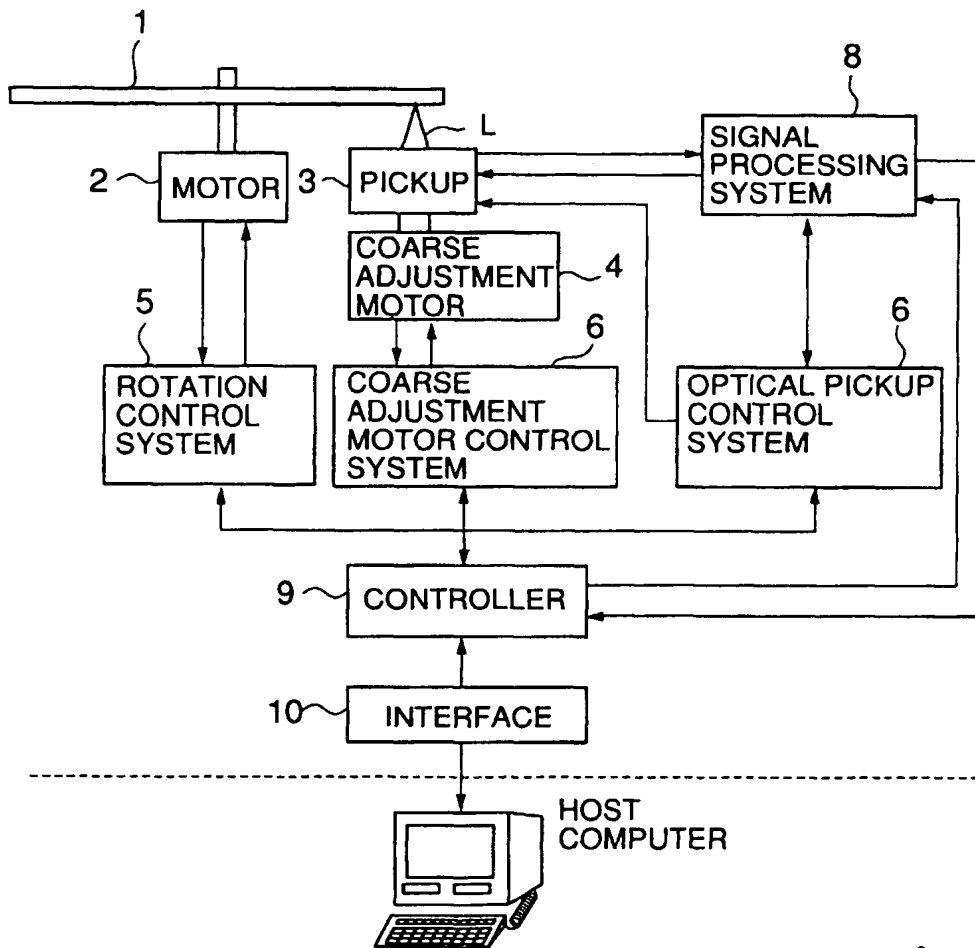 1
8
L
SIGNAL
PROCESSING
SYSTEM
2
MOTOR
3
PICKUP
COARSE
ADJUSTMENT
MOTOR
4
5
6
6
ROTATION
CONTROL
SYSTEM
COARSE
ADJUSTMENT
MOTOR CONTROL
SYSTEM
OPTICAL PICKUP
CONTROL
SYSTEM
9
CONTROLLER
10
INTERFACE
HOST
COMPUTER